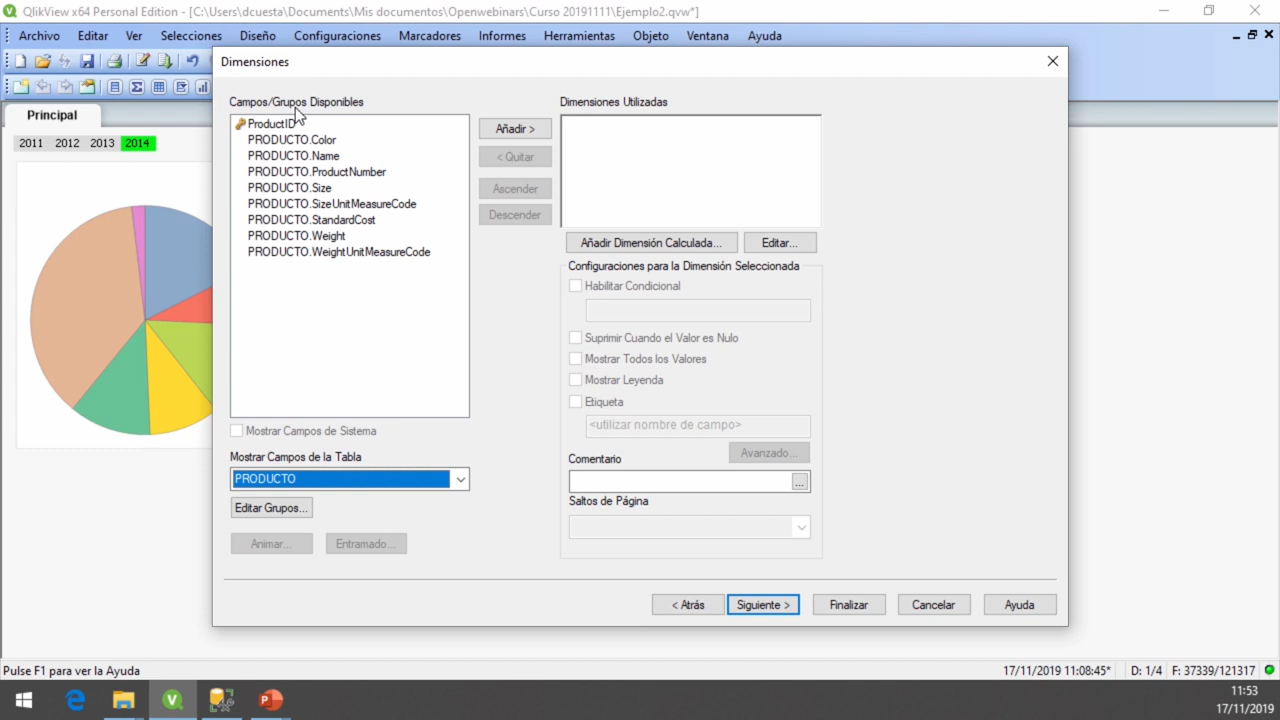 QlikView x64 Personal Edition - [C:\Users\dcuesta\Documents\Mis documentos\Openwebinars\Curso 20191111\Ejemplo2.qvw*]
Archivo Editar Ver Selecciones Diseño Configuraciones Marcadores Informes Herramientas Objeto Ventana Ayuda
Dimensiones
Principal
2011 2012 2013 2014
Campos/Grupos Disponibles
ProductID
PRODUCTO.Color
PRODUCTO.Name
PRODUCTO.ProductNumber
PRODUCTO.Size
PRODUCTO.SizeUnitMeasureCode
PRODUCTO.StandardCost
PRODUCTO.Weight
PRODUCTO.WeightUnitMeasureCode
Mostrar Campos de Sistema
Mostrar Campos de la Tabla
PRODUCTO
Editar Grupos...
Animar...
Entramado...
Añadir >
< Quitar
Ascender
Descender
Dimensiones Utilizadas
Añadir Dimensión Calculada...
Editar...
Configuraciones para la Dimensión Seleccionada
Habilitar Condicional
Suprimir Cuando el Valor es Nulo
Mostrar Todos los Valores
Mostrar Leyenda
Etiqueta
<utilizar nombre de campo>
Avanzado...
Comentario
...
Saltos de Página
< Atrás
Siguiente >
Finalizar
Cancelar
Ayuda
Pulse F1 para ver la Ayuda
17/11/2019 11:08:45*
D: 1/4
F: 37339/121317
11:53
17/11/2019